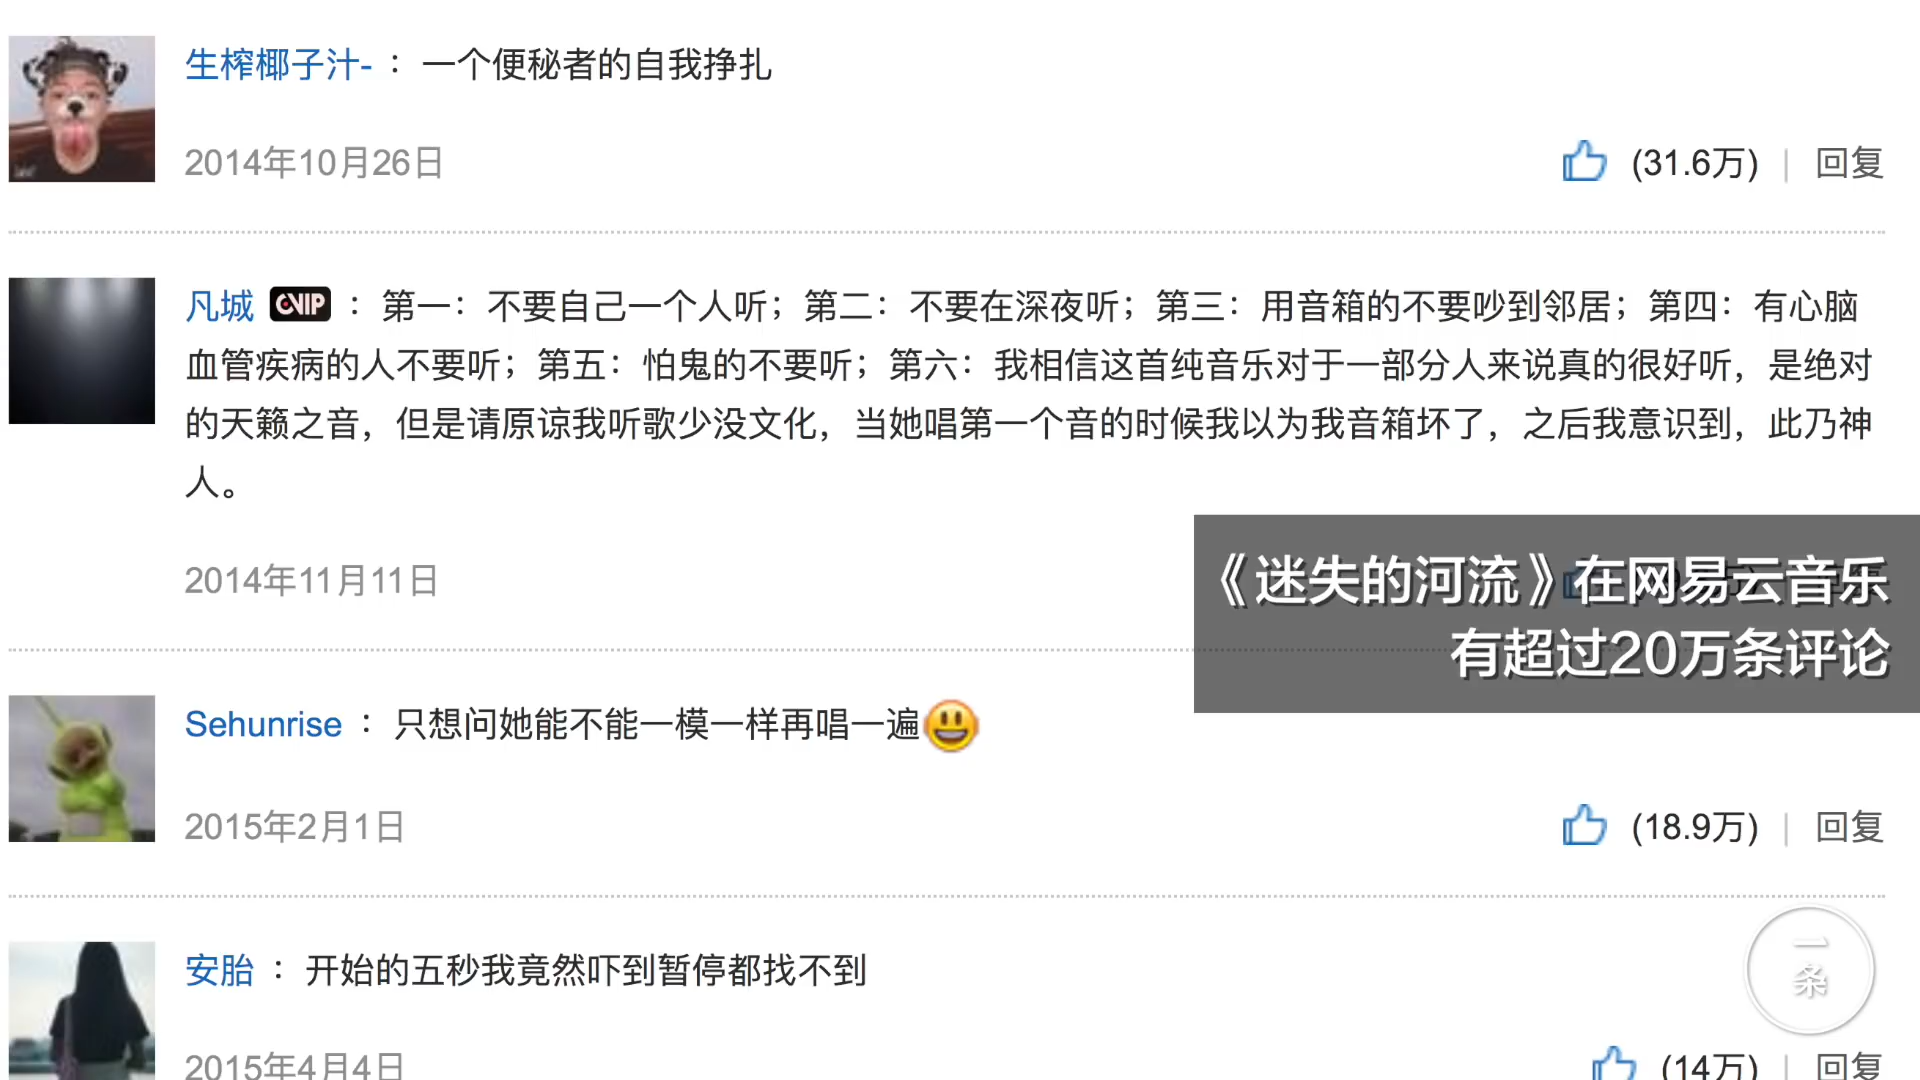 生榨椰子汁- ： 一个便秘者的自我挣扎
2014年10月26日
(31.6万) | 回复
凡城 VIP ： 第一：不要自己一个人听；第二：不要在深夜听；第三：用音箱的不要吵到邻居；第四：有心脑
血管疾病的人不要听；第五：怕鬼的不要听；第六：我相信这首纯音乐对于一部分人来说真的很好听，是绝对
的天籁之音，但是请原谅我听歌少没文化，当她唱第一个音的时候我以为我音箱坏了，之后我意识到，此乃神
人。
2014年11月11日
《迷失的河流》在网易云音乐
有超过20万条评论
Sehunrise ： 只想问她能不能一模一样再唱一遍😃
2015年2月1日
(18.9万) | 回复
安胎 ： 开始的五秒我竟然吓到暂停都找不到
2015年4月4日
(14万) | 回复
一条